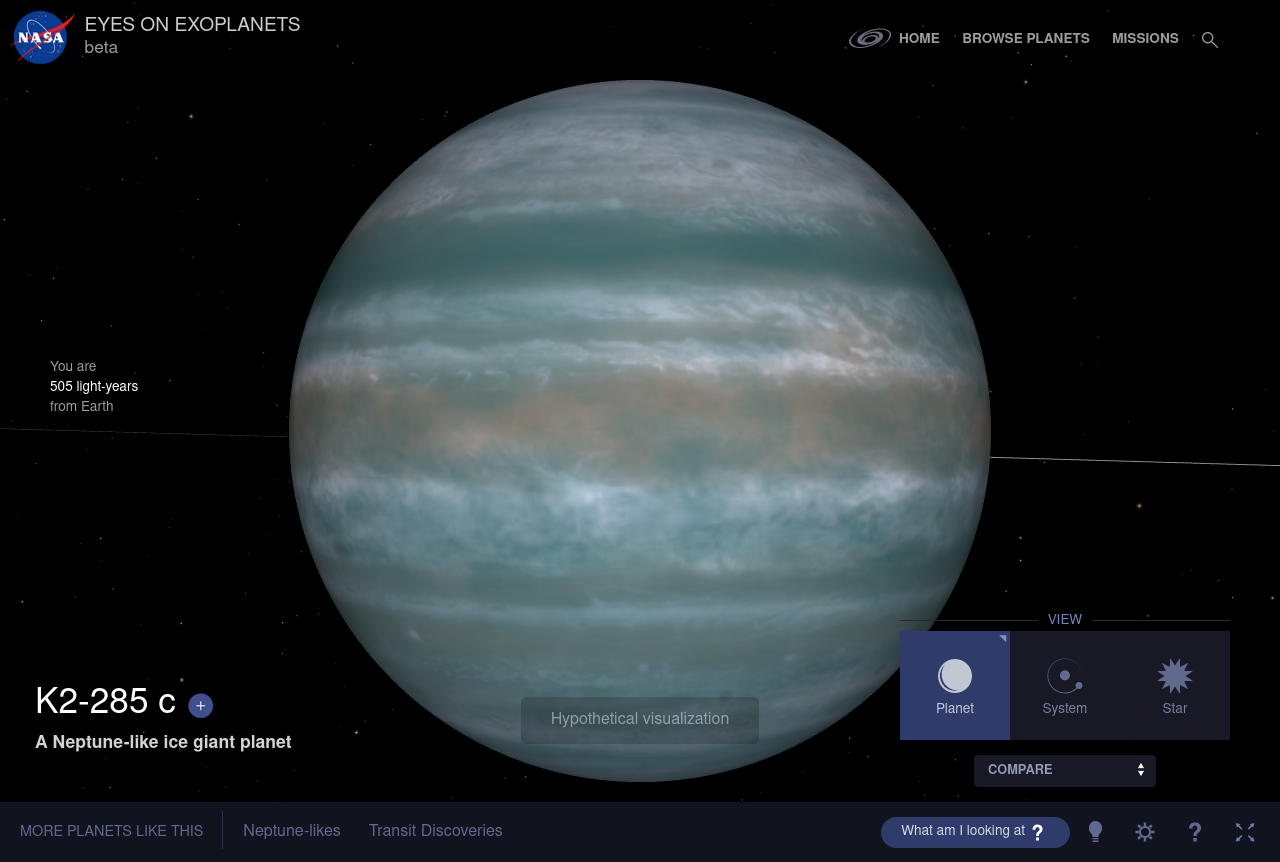 NASA
EYES ON EXOPLANETS
beta
HOME
BROWSE PLANETS
MISSIONS
You are
505 light-years
from Earth
VIEW
Planet
System
Star
K2-285 c +
A Neptune-like ice giant planet
Hypothetical visualization
COMPARE
MORE PLANETS LIKE THIS
Neptune-likes
Transit Discoveries
What am I looking at ?
?